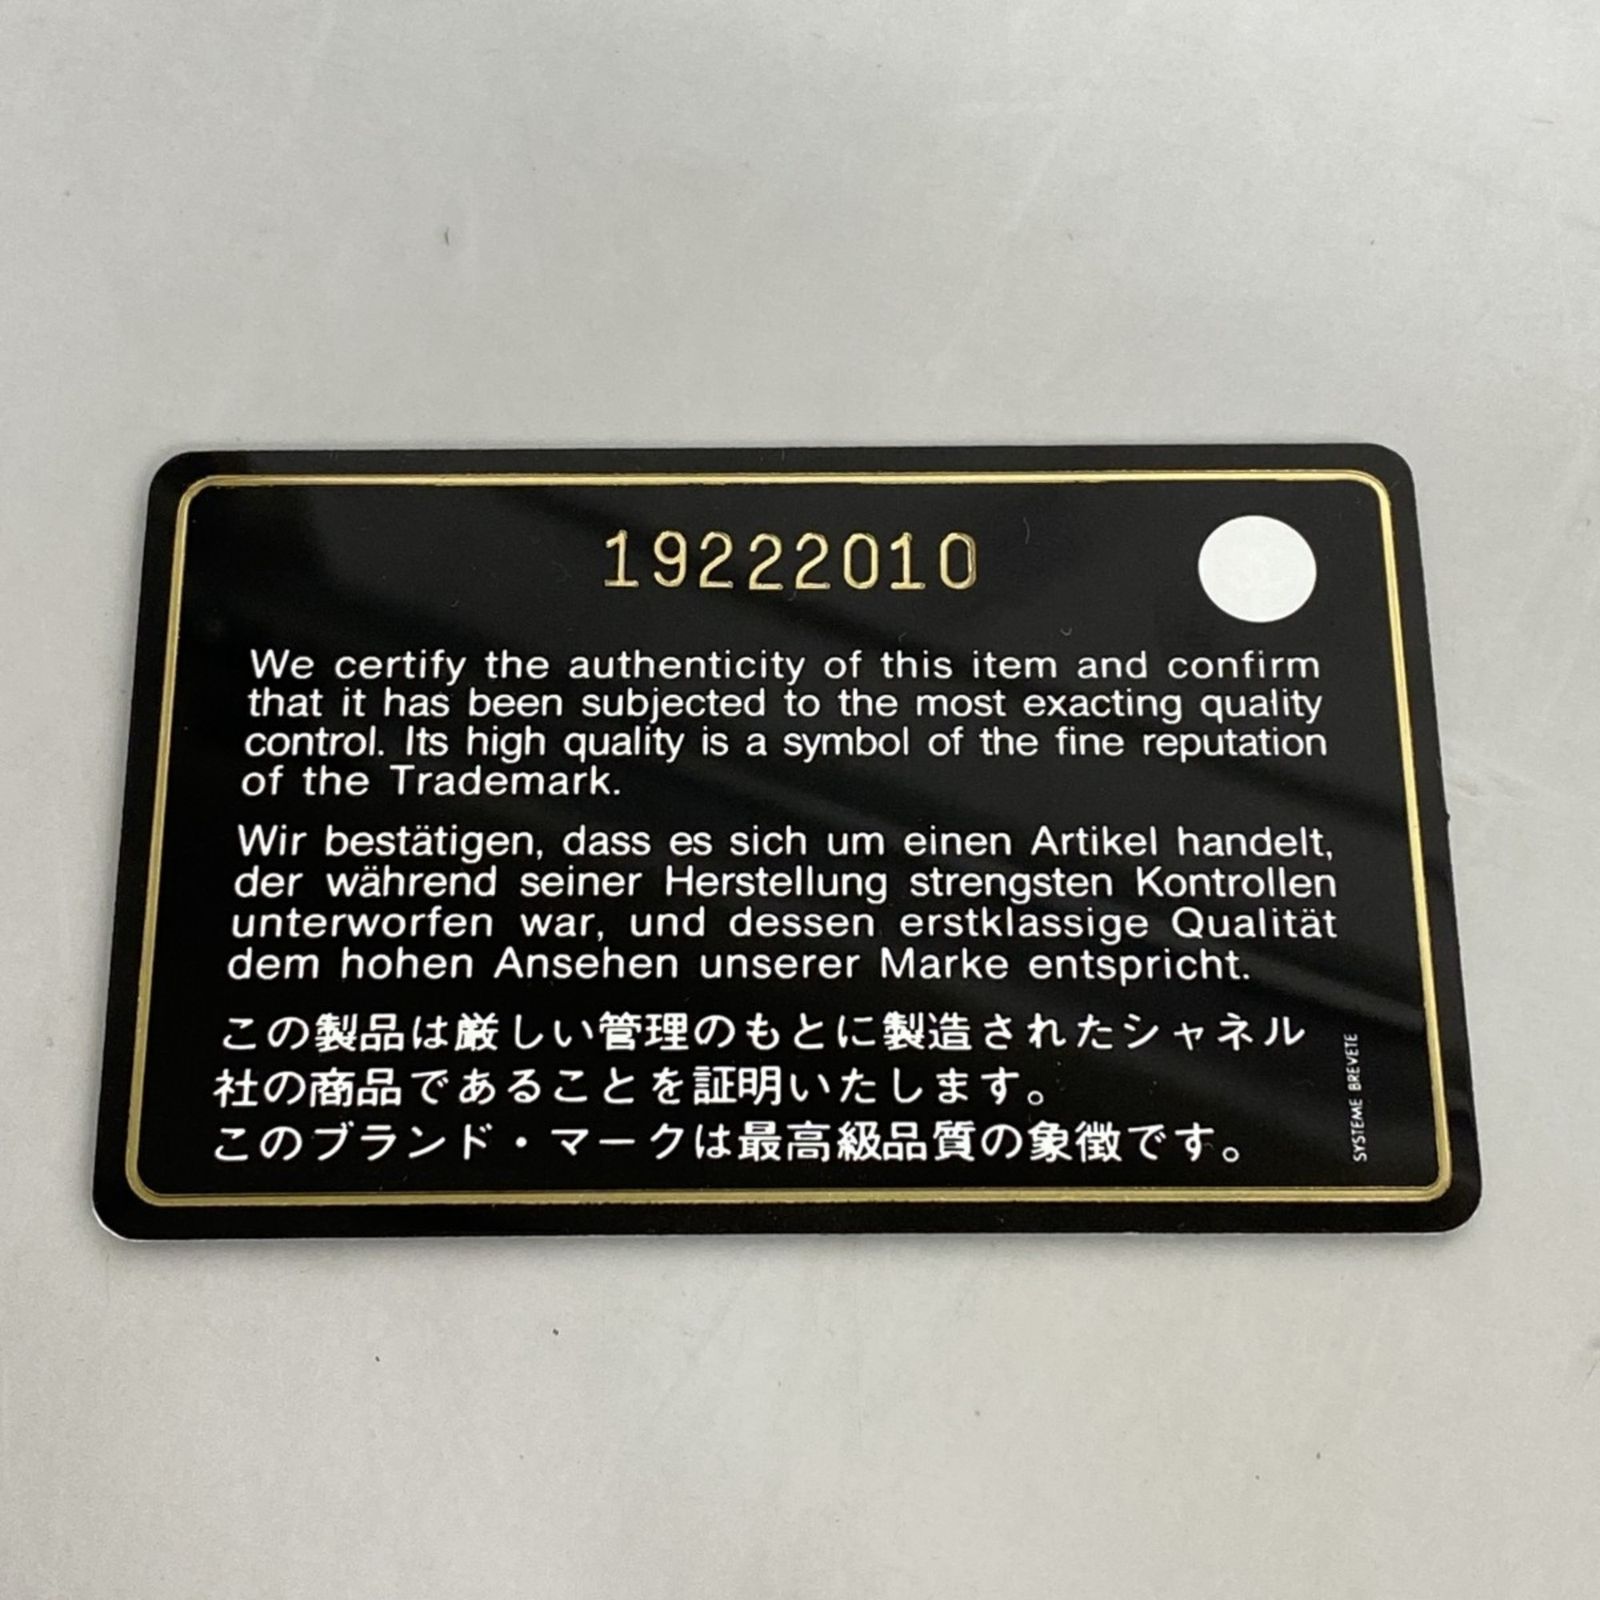 19222010
We certify the authenticity of this item and confirm
that it has been subjected to the most exacting quality
control. Its high quality is a symbol of the fine reputation
of the Trademark.
Wir bestätigen, dass es sich um einen Artikel handelt,
der während seiner Herstellung strengsten Kontrollen
unterworfen war, und dessen erstklassige Qualität
dem hohen Ansehen unserer Marke entspricht.
この製品は厳しい管理のもとに製造されたシャネル
社の商品であることを証明いたします。
このブランド・マークは最高級品質の象徴です。
SYSTEME BREVETE